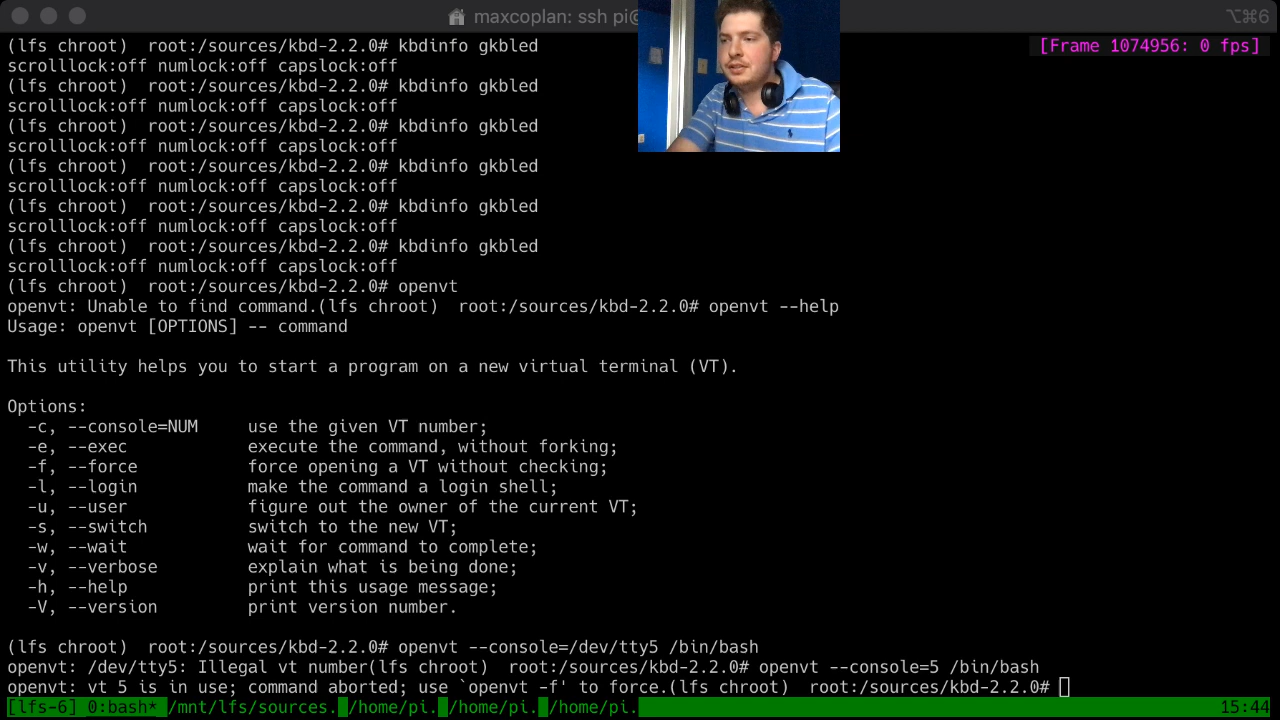 maxcoplan: ssh pi@
⌥⌘6
(lfs chroot)  root:/sources/kbd-2.2.0# kbdinfo gkbled
[Frame 1074956: 0 fps]
scrolllock:off numlock:off capslock:off
(lfs chroot)  root:/sources/kbd-2.2.0# kbdinfo gkbled
scrolllock:off numlock:off capslock:off
(lfs chroot)  root:/sources/kbd-2.2.0# kbdinfo gkbled
scrolllock:off numlock:off capslock:off
(lfs chroot)  root:/sources/kbd-2.2.0# kbdinfo gkbled
scrolllock:off numlock:off capslock:off
(lfs chroot)  root:/sources/kbd-2.2.0# kbdinfo gkbled
scrolllock:off numlock:off capslock:off
(lfs chroot)  root:/sources/kbd-2.2.0# kbdinfo gkbled
scrolllock:off numlock:off capslock:off
(lfs chroot)  root:/sources/kbd-2.2.0# openvt
openvt: Unable to find command.(lfs chroot)  root:/sources/kbd-2.2.0# openvt --help
Usage: openvt [OPTIONS] -- command
This utility helps you to start a program on a new virtual terminal (VT).
Options:
  -c, --console=NUM     use the given VT number;
  -e, --exec            execute the command, without forking;
  -f, --force           force opening a VT without checking;
  -l, --login           make the command a login shell;
  -u, --user            figure out the owner of the current VT;
  -s, --switch          switch to the new VT;
  -w, --wait            wait for command to complete;
  -v, --verbose         explain what is being done;
  -h, --help            print this usage message;
  -V, --version         print version number.
(lfs chroot)  root:/sources/kbd-2.2.0# openvt --console=/dev/tty5 /bin/bash
openvt: /dev/tty5: Illegal vt number(lfs chroot)  root:/sources/kbd-2.2.0# openvt --console=5 /bin/bash
openvt: vt 5 is in use; command aborted; use `openvt -f' to force.(lfs chroot)  root:/sources/kbd-2.2.0#
[lfs-6] 0:bash* /mnt/lfs/sources. /home/pi. /home/pi. /home/pi. 15:44